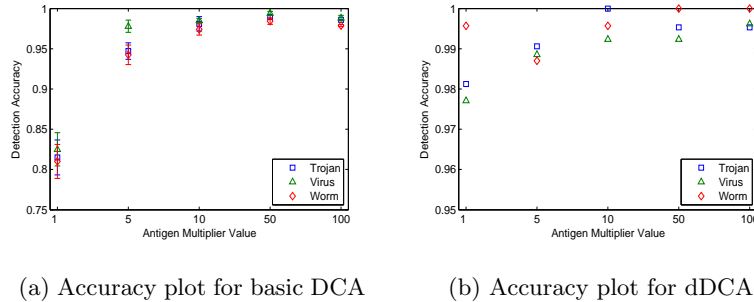 1
0.95
0.9
0.85
0.8
0.75
Detection Accuracy
1
5
10
50
100
Antigen Multiplier Value
Trojan
Virus
Worm
(a) Accuracy plot for basic DCA
1
0.99
0.98
0.97
0.96
0.95
Detection Accuracy
1
5
10
50
100
Antigen Multiplier Value
Trojan
Virus
Worm
(b) Accuracy plot for dDCA